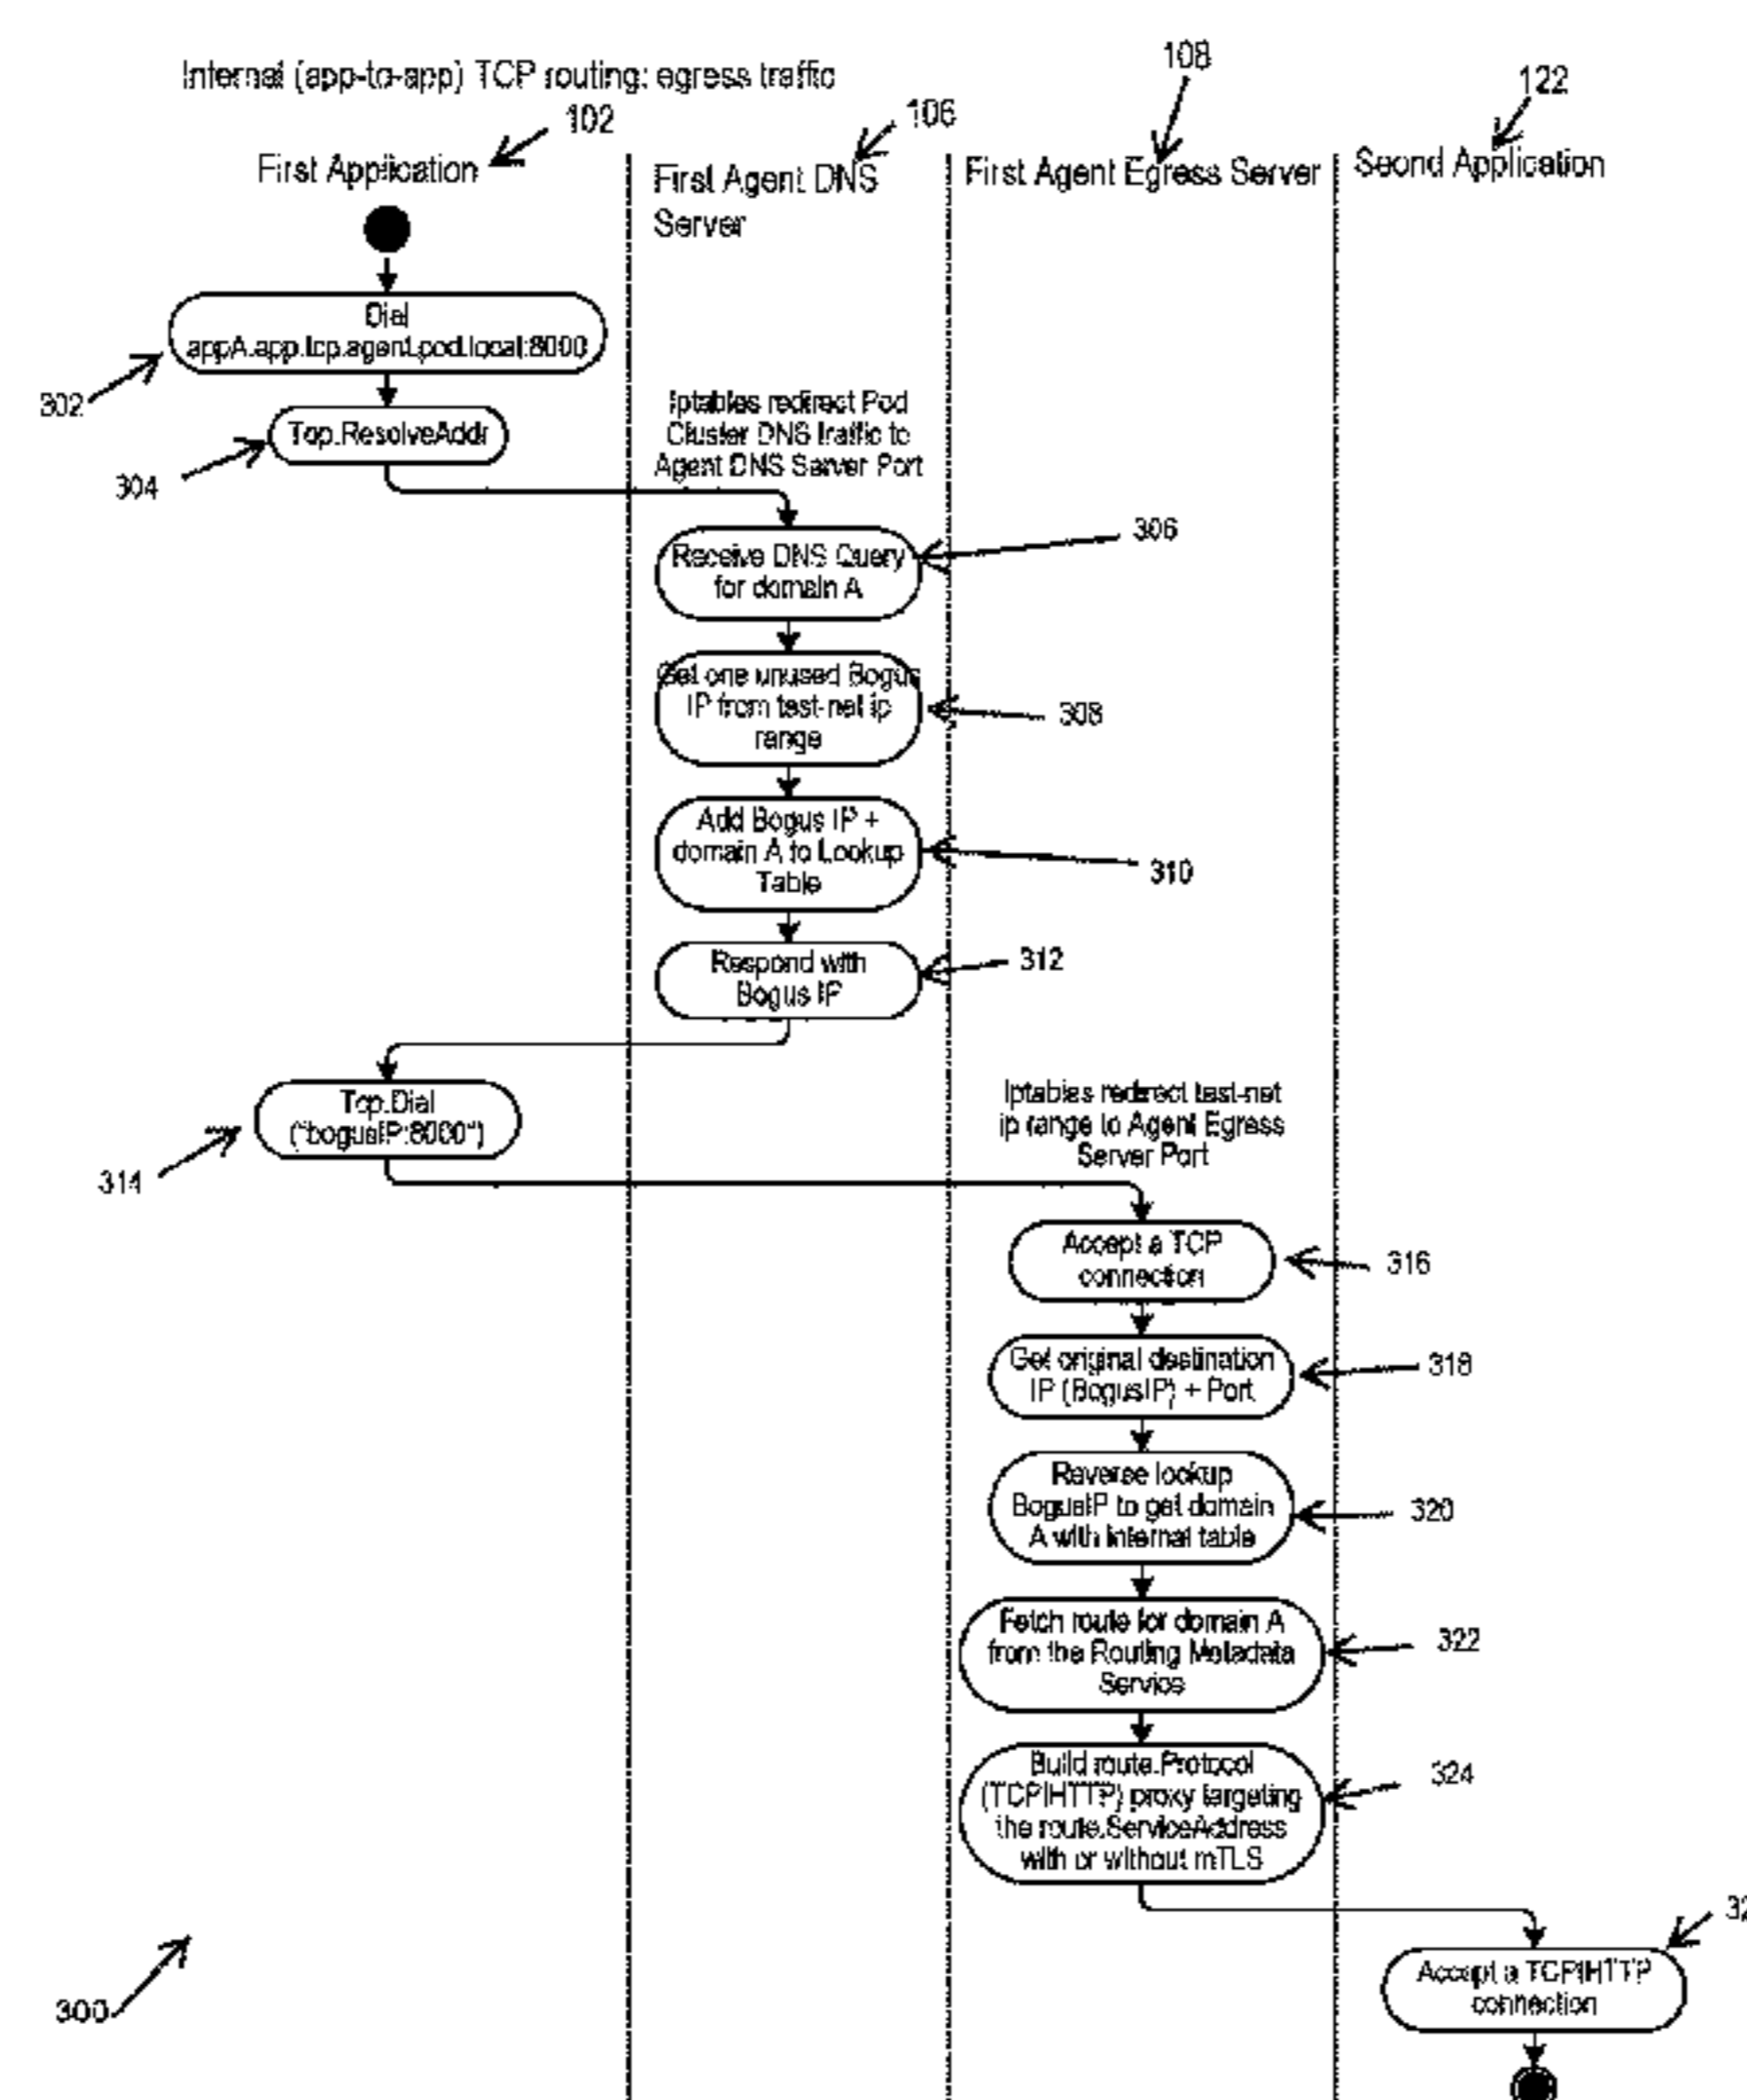 Internal (app-to-app) TCP routing: egress traffic
102
106
108
122
First Application
First Agent DNS
Server
First Agent Egress Server
Seond Application
Dial
appA.app.tcp.agent.pod.local:8000
302
Tcp.ResolveAddr
304
Iptables redirect Pod
Cluster DNS traffic to
Agent DNS Server Port
Receive DNS Query
for domain A
306
Get one unused Bogus
IP from test-net ip
range
308
Add Bogus IP +
domain A to Lookup
Table
310
Respond with
Bogus IP
312
Tcp.Dial
("bogusIP:8000")
314
Iptables redirect test-net
ip range to Agent Egress
Server Port
Accept a TCP
connection
316
Get original destination
IP (BogusIP) + Port
318
Reverse lookup
BogusIP to get domain
A with internal table
320
Fetch route for domain A
from the Routing Metadata
Service
322
Build route.Protocol
(TCP|HTTP) proxy targeting
the route.ServiceAddress
with or without mTLS
324
Accept a TCP|HTTP
connection
300